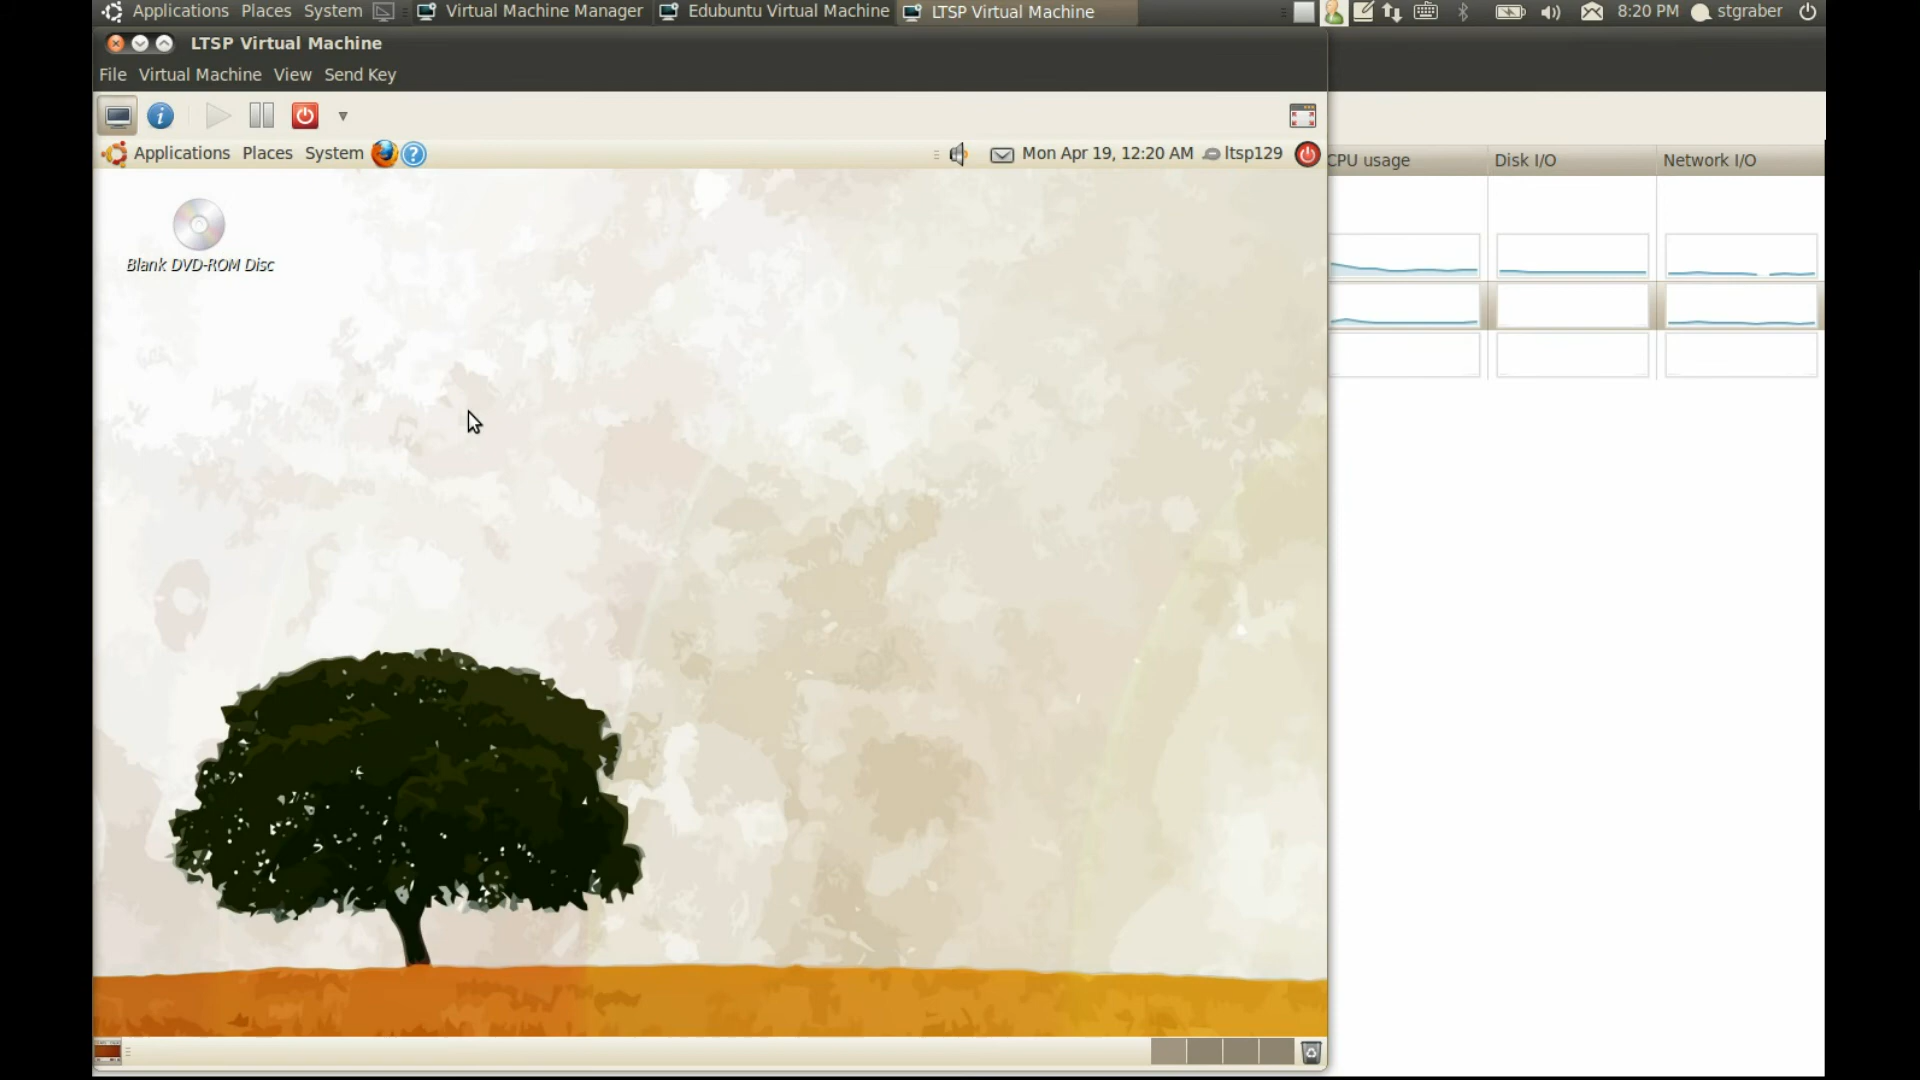 Applications Places System Virtual Machine Manager Edubuntu Virtual Machine LTSP Virtual Machine 8:20 PM stgraber
LTSP Virtual Machine
File Virtual Machine View Send Key
Applications Places System Mon Apr 19, 12:20 AM ltsp129
CPU usage Disk I/O Network I/O
Blank DVD-ROM Disc